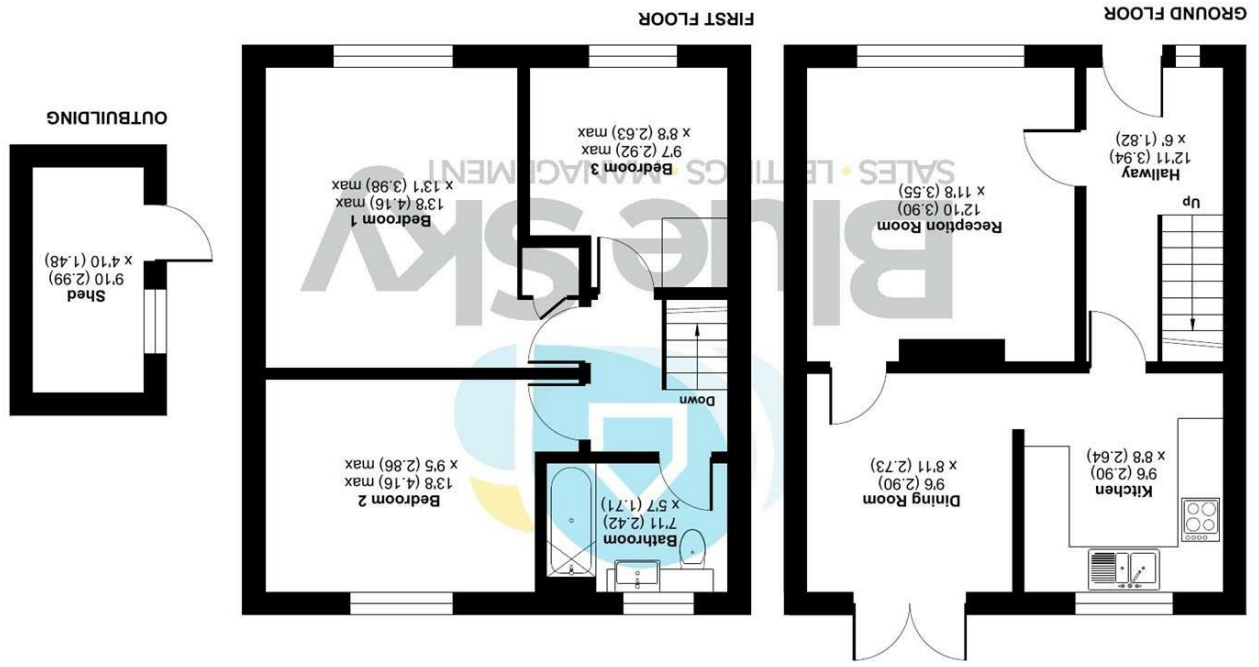 GROUND FLOOR
Hallway
12'11 (3.94)
x 6' (1.82)
Up
Reception Room
12'10 (3.90)
x 11'8 (3.55)
Kitchen
9'6 (2.90)
x 8'8 (2.64)
Dining Room
9'6 (2.90)
x 8'11 (2.73)
FIRST FLOOR
Bedroom 3
9'7 (2.92) max
x 8'8 (2.63) max
Bedroom 1
13'8 (4.16) max
x 13'1 (3.98) max
Down
Bathroom
7'11 (2.42)
x 5'7 (1.71)
Bedroom 2
13'8 (4.16) max
x 9'5 (2.86) max
OUTBUILDING
Shed
9'10 (2.99)
x 4'10 (1.48)
Blue Sky
SALES • LETTINGS • MANAGEMENT